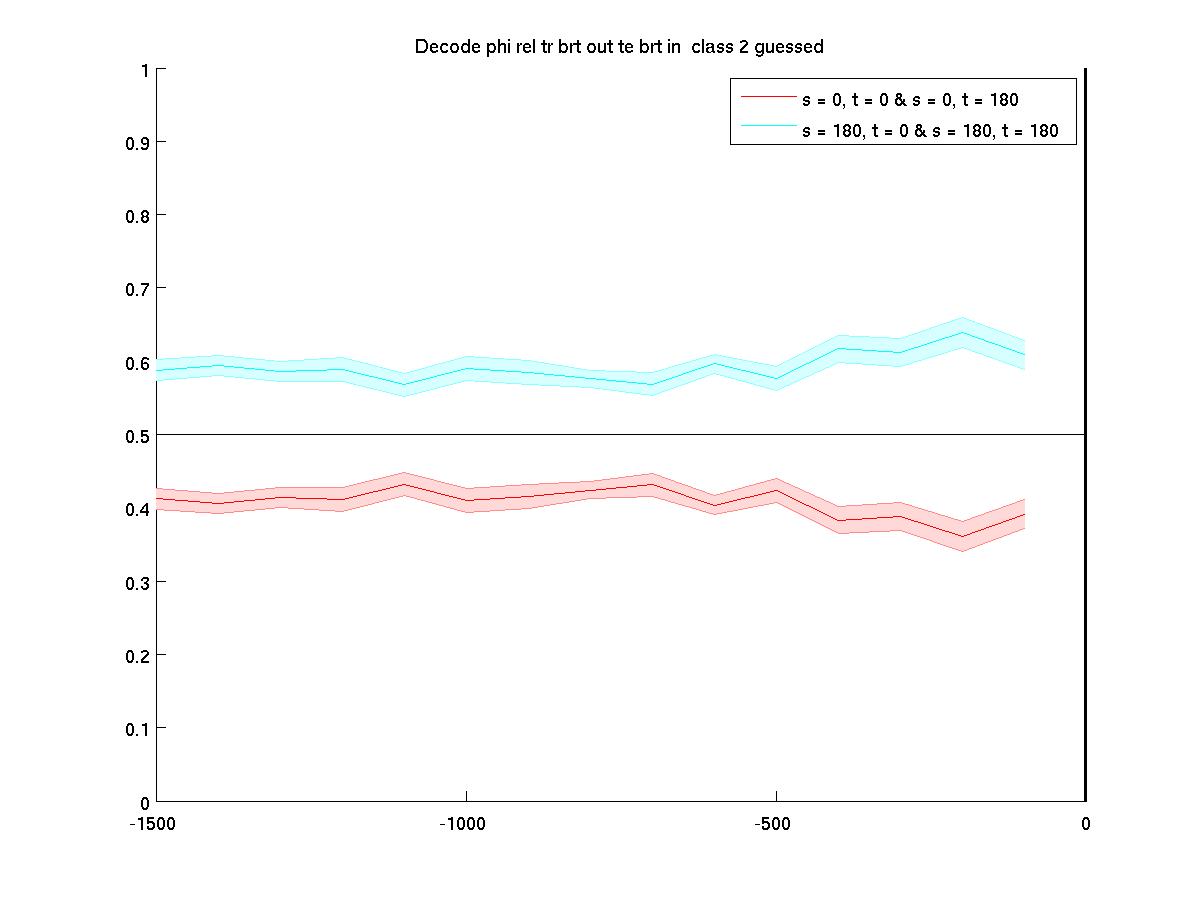 Decode phi rel tr brt out te brt in  class 2 guessed
s = 0, t = 0 & s = 0, t = 180
s = 180, t = 0 & s = 180, t = 180
1
0.9
0.8
0.7
0.6
0.5
0.4
0.3
0.2
0.1
0
-1500 -1000 -500 0